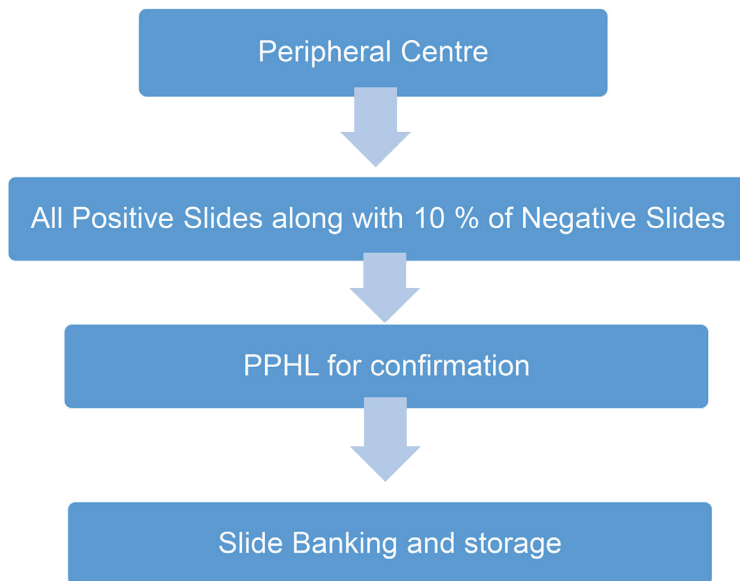 Peripheral Centre
All Positive Slides along with 10 % of Negative Slides
PPHL for confirmation
Slide Banking and storage